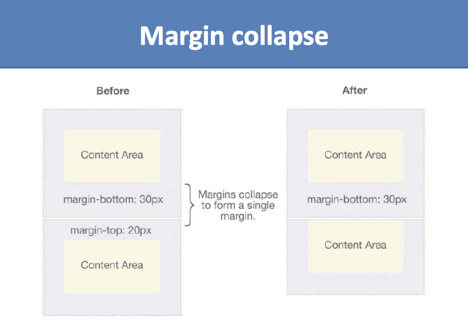 Margin collapse
Before
After
Content Area
margin-bottom: 30px
margin-top: 20px
Content Area
Margins collapse
to form a single
margin.
Content Area
margin-bottom: 30px
Content Area